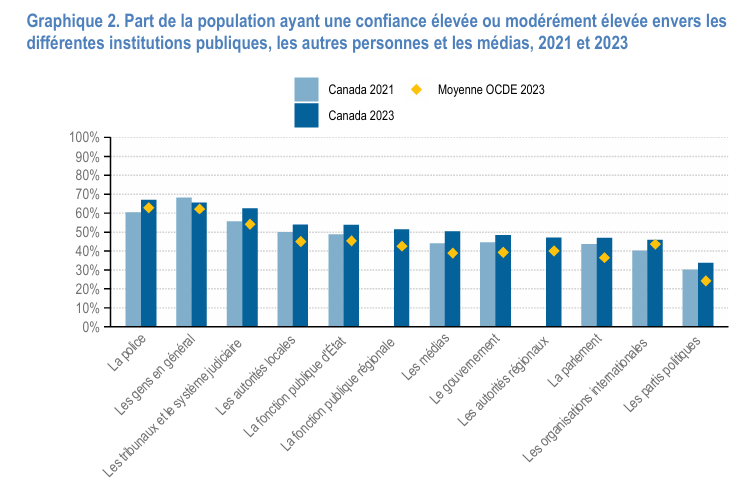 Graphique 2. Part de la population ayant une confiance élevée ou modérément élevée envers les
différentes institutions publiques, les autres personnes et les médias, 2021 et 2023
Canada 2021
Moyenne OCDE 2023
Canada 2023
100%
90%
80%
70%
60%
50%
40%
30%
20%
10%
0%
La police
Les gens en général
Les tribunaux et le système judiciaire
Les autorités locales
La fonction publique d'État
La fonction publique régionale
Les médias
Le gouvernement
Les autorités régionaux
La parlement
Les organisations internationales
Les partis politiques